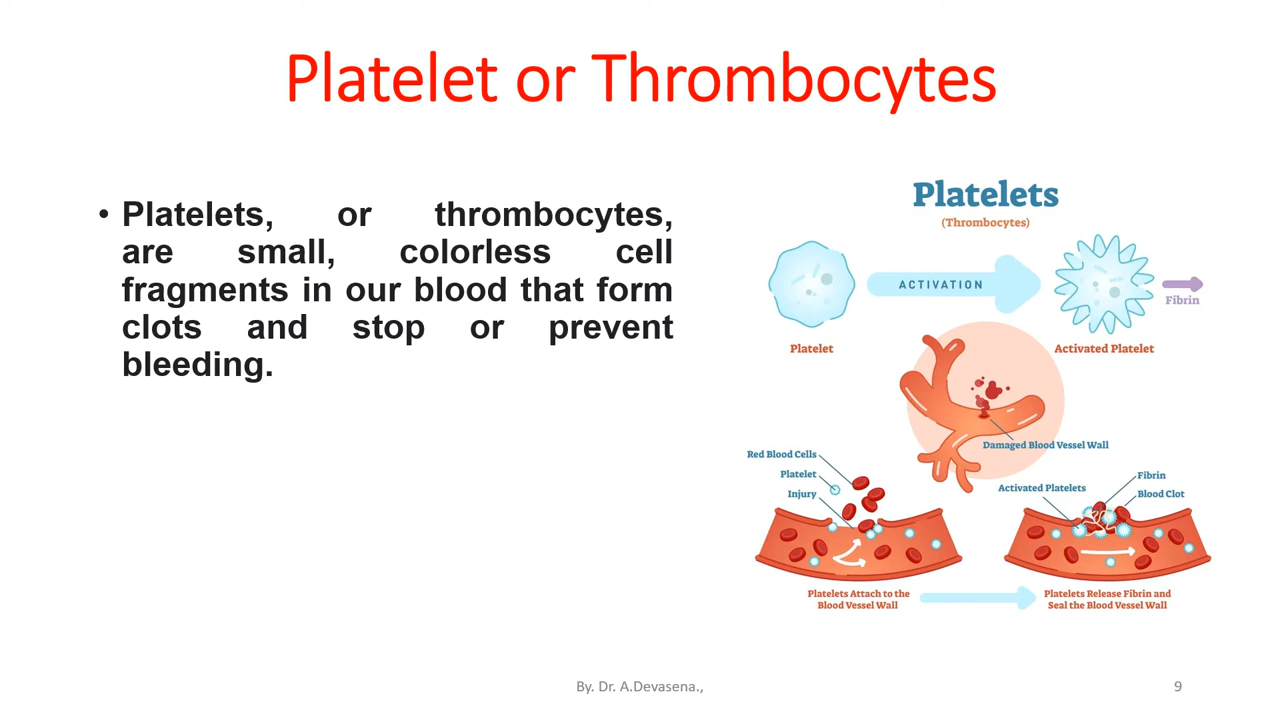 Platelet or Thrombocytes
• Platelets, or thrombocytes,
are small, colorless cell
fragments in our blood that form
clots and stop or prevent
bleeding.
Platelets
(Thrombocytes)
ACTIVATION
Fibrin
Platelet
Activated Platelet
Damaged Blood Vessel Wall
Red Blood Cells
Platelet
Injury
Fibrin
Activated Platelets
Blood Clot
Platelets Attach to the
Blood Vessel Wall
Platelets Release Fibrin and
Seal the Blood Vessel Wall
By. Dr. A.Devasena.,
9